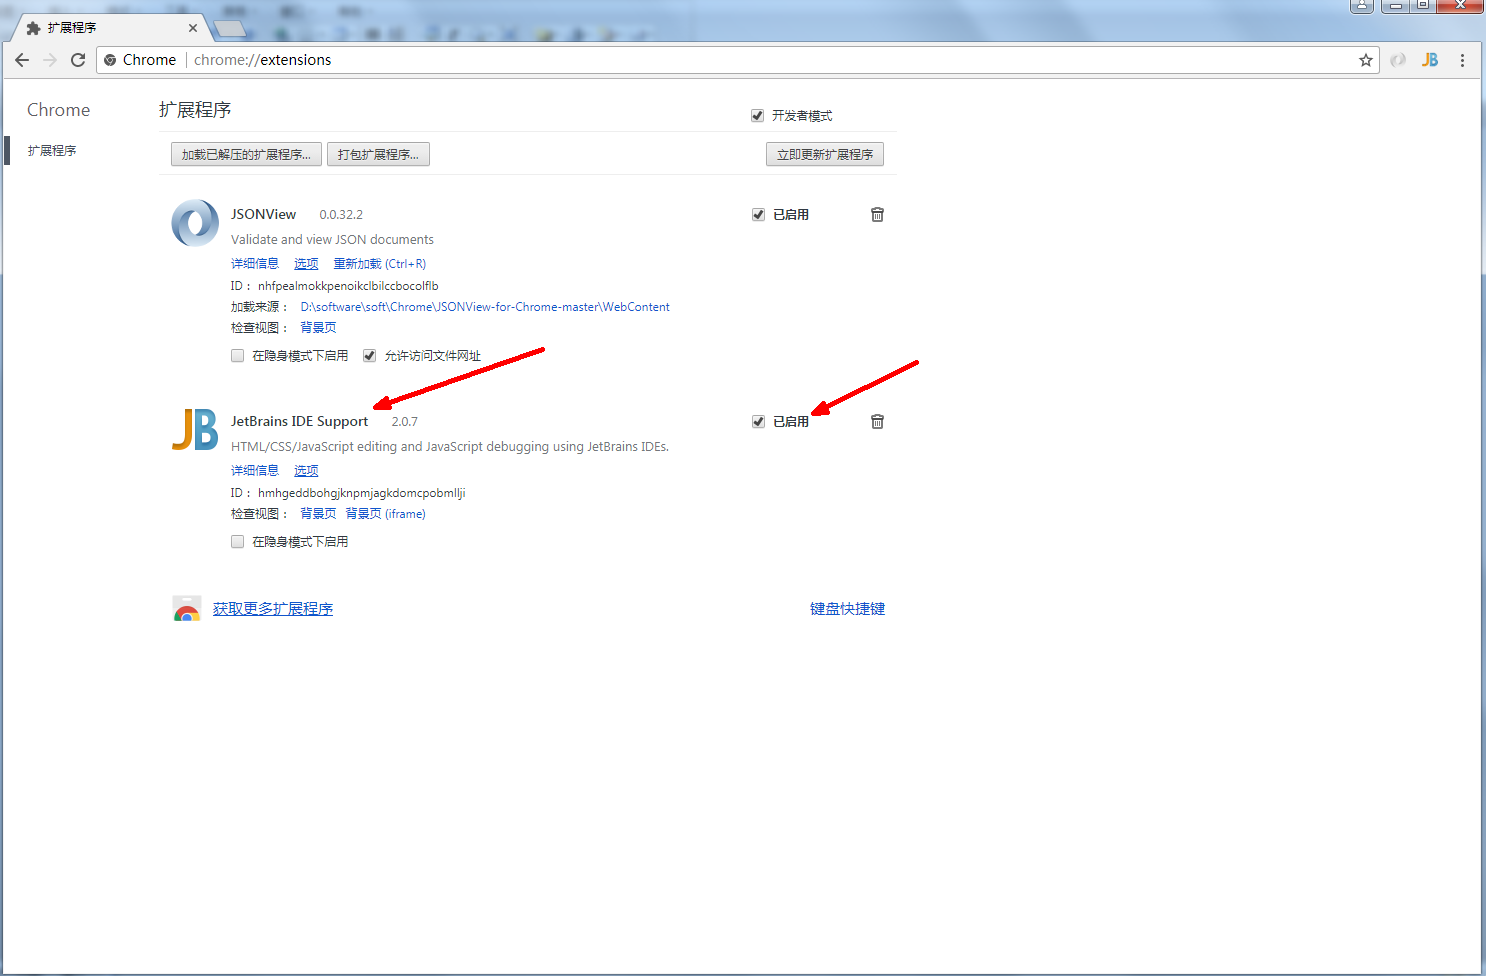 扩展程序
Chrome chrome://extensions
JB
Chrome
扩展程序
扩展程序
开发者模式
加载已解压的扩展程序...
打包扩展程序...
立即更新扩展程序
JSONView 0.0.32.2
已启用
Validate and view JSON documents
详细信息 选项 重新加载 (Ctrl+R)
ID： nhfpealmokkpenoikclbilccbocolflb
加载来源： D:\software\soft\Chrome\JSONView-for-Chrome-master\WebContent
检查视图： 背景页
在隐身模式下启用 允许访问文件网址
JB
JetBrains IDE Support 2.0.7
已启用
HTML/CSS/JavaScript editing and JavaScript debugging using JetBrains IDEs.
详细信息 选项
ID： hmhgeddbohgjknpmjagkdomcpobmllji
检查视图： 背景页 背景页 (iframe)
在隐身模式下启用
获取更多扩展程序
键盘快捷键